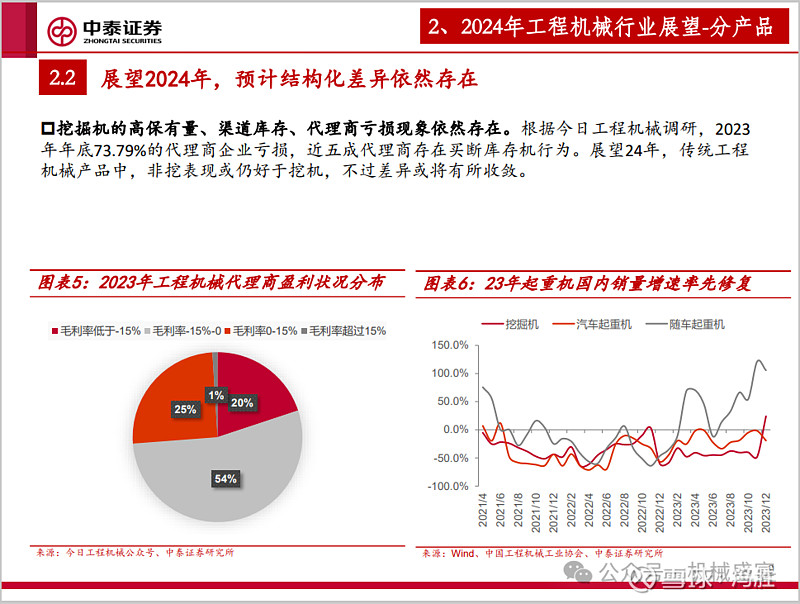 中泰证券
ZHONGTAI SECURITIES
2、2024年工程机械行业展望-分产品
2.2
展望2024年，预计结构化差异依然存在
挖掘机的高保有量、渠道库存、代理商亏损现象依然存在。根据今日工程机械调研，2023
年年底73.79%的代理商企业亏损，近五成代理商存在买断库存机行为。展望24年，传统工程
机械产品中，非挖表现或仍好于挖机，不过差异或将有所收敛。
图表5：2023年工程机械代理商盈利状况分布
毛利率低于-15% 毛利率-15%-0 毛利率0-15% 毛利率超过15%
1%
20%
25%
54%
来源：今日工程机械公众号、中泰证券研究所
图表6：23年起重机国内销量增速率先修复
挖掘机 汽车起重机 随车起重机
150.0%
100.0%
50.0%
0.0%
-50.0%
-100.0%
2021/4 2021/6 2021/8 2021/10 2021/12 2022/2 2022/4 2022/6 2022/8 2022/10 2022/12 2023/2 2023/4 2023/6 2023/8 2023/10 2023/12
来源：Wind、中国工程机械工业协会、中泰证券研究所
公众号
机械盛宴
雪球